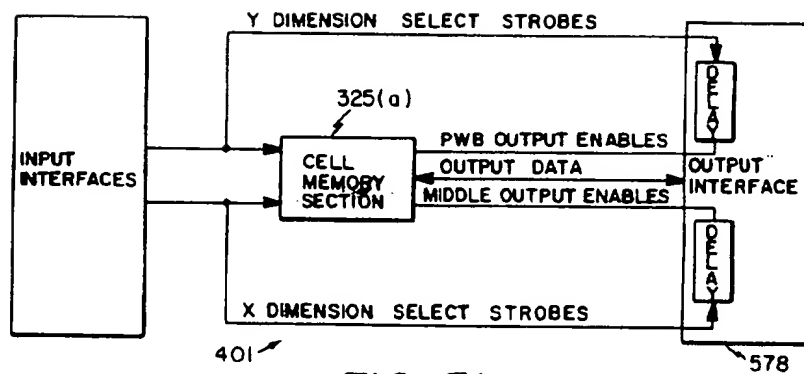 Y DIMENSION SELECT STROBES
325(a)
DELAY
INPUT
INTERFACES
CELL
MEMORY
SECTION
PWB OUTPUT ENABLES
OUTPUT DATA
MIDDLE OUTPUT ENABLES
OUTPUT
INTERFACE
DELAY
X DIMENSION SELECT STROBES
401
578